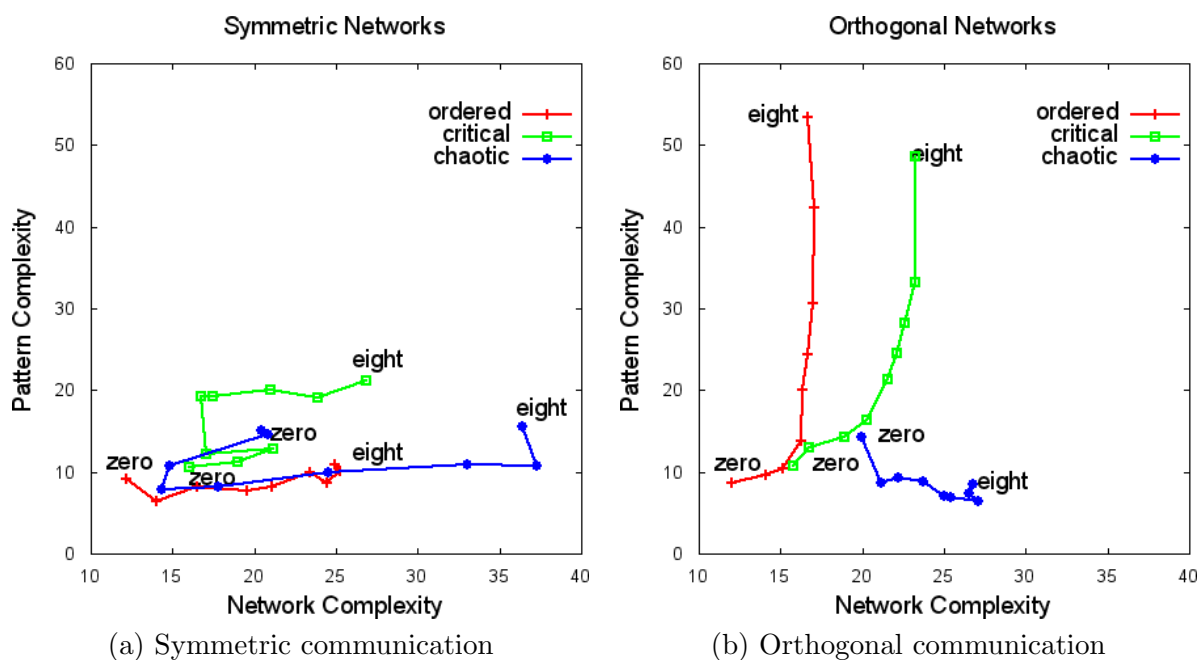 Symmetric Networks
Pattern Complexity
60
50
40
30
20
10
0
ordered
critical
chaotic
eight
eight
eight
zero
zero
zero
10 15 20 25 30 35 40
Network Complexity
(a) Symmetric communication
Orthogonal Networks
Pattern Complexity
60
50
40
30
20
10
0
ordered
critical
chaotic
eight
eight
zero
zero
zero
eight
10 15 20 25 30 35 40
Network Complexity
(b) Orthogonal communication